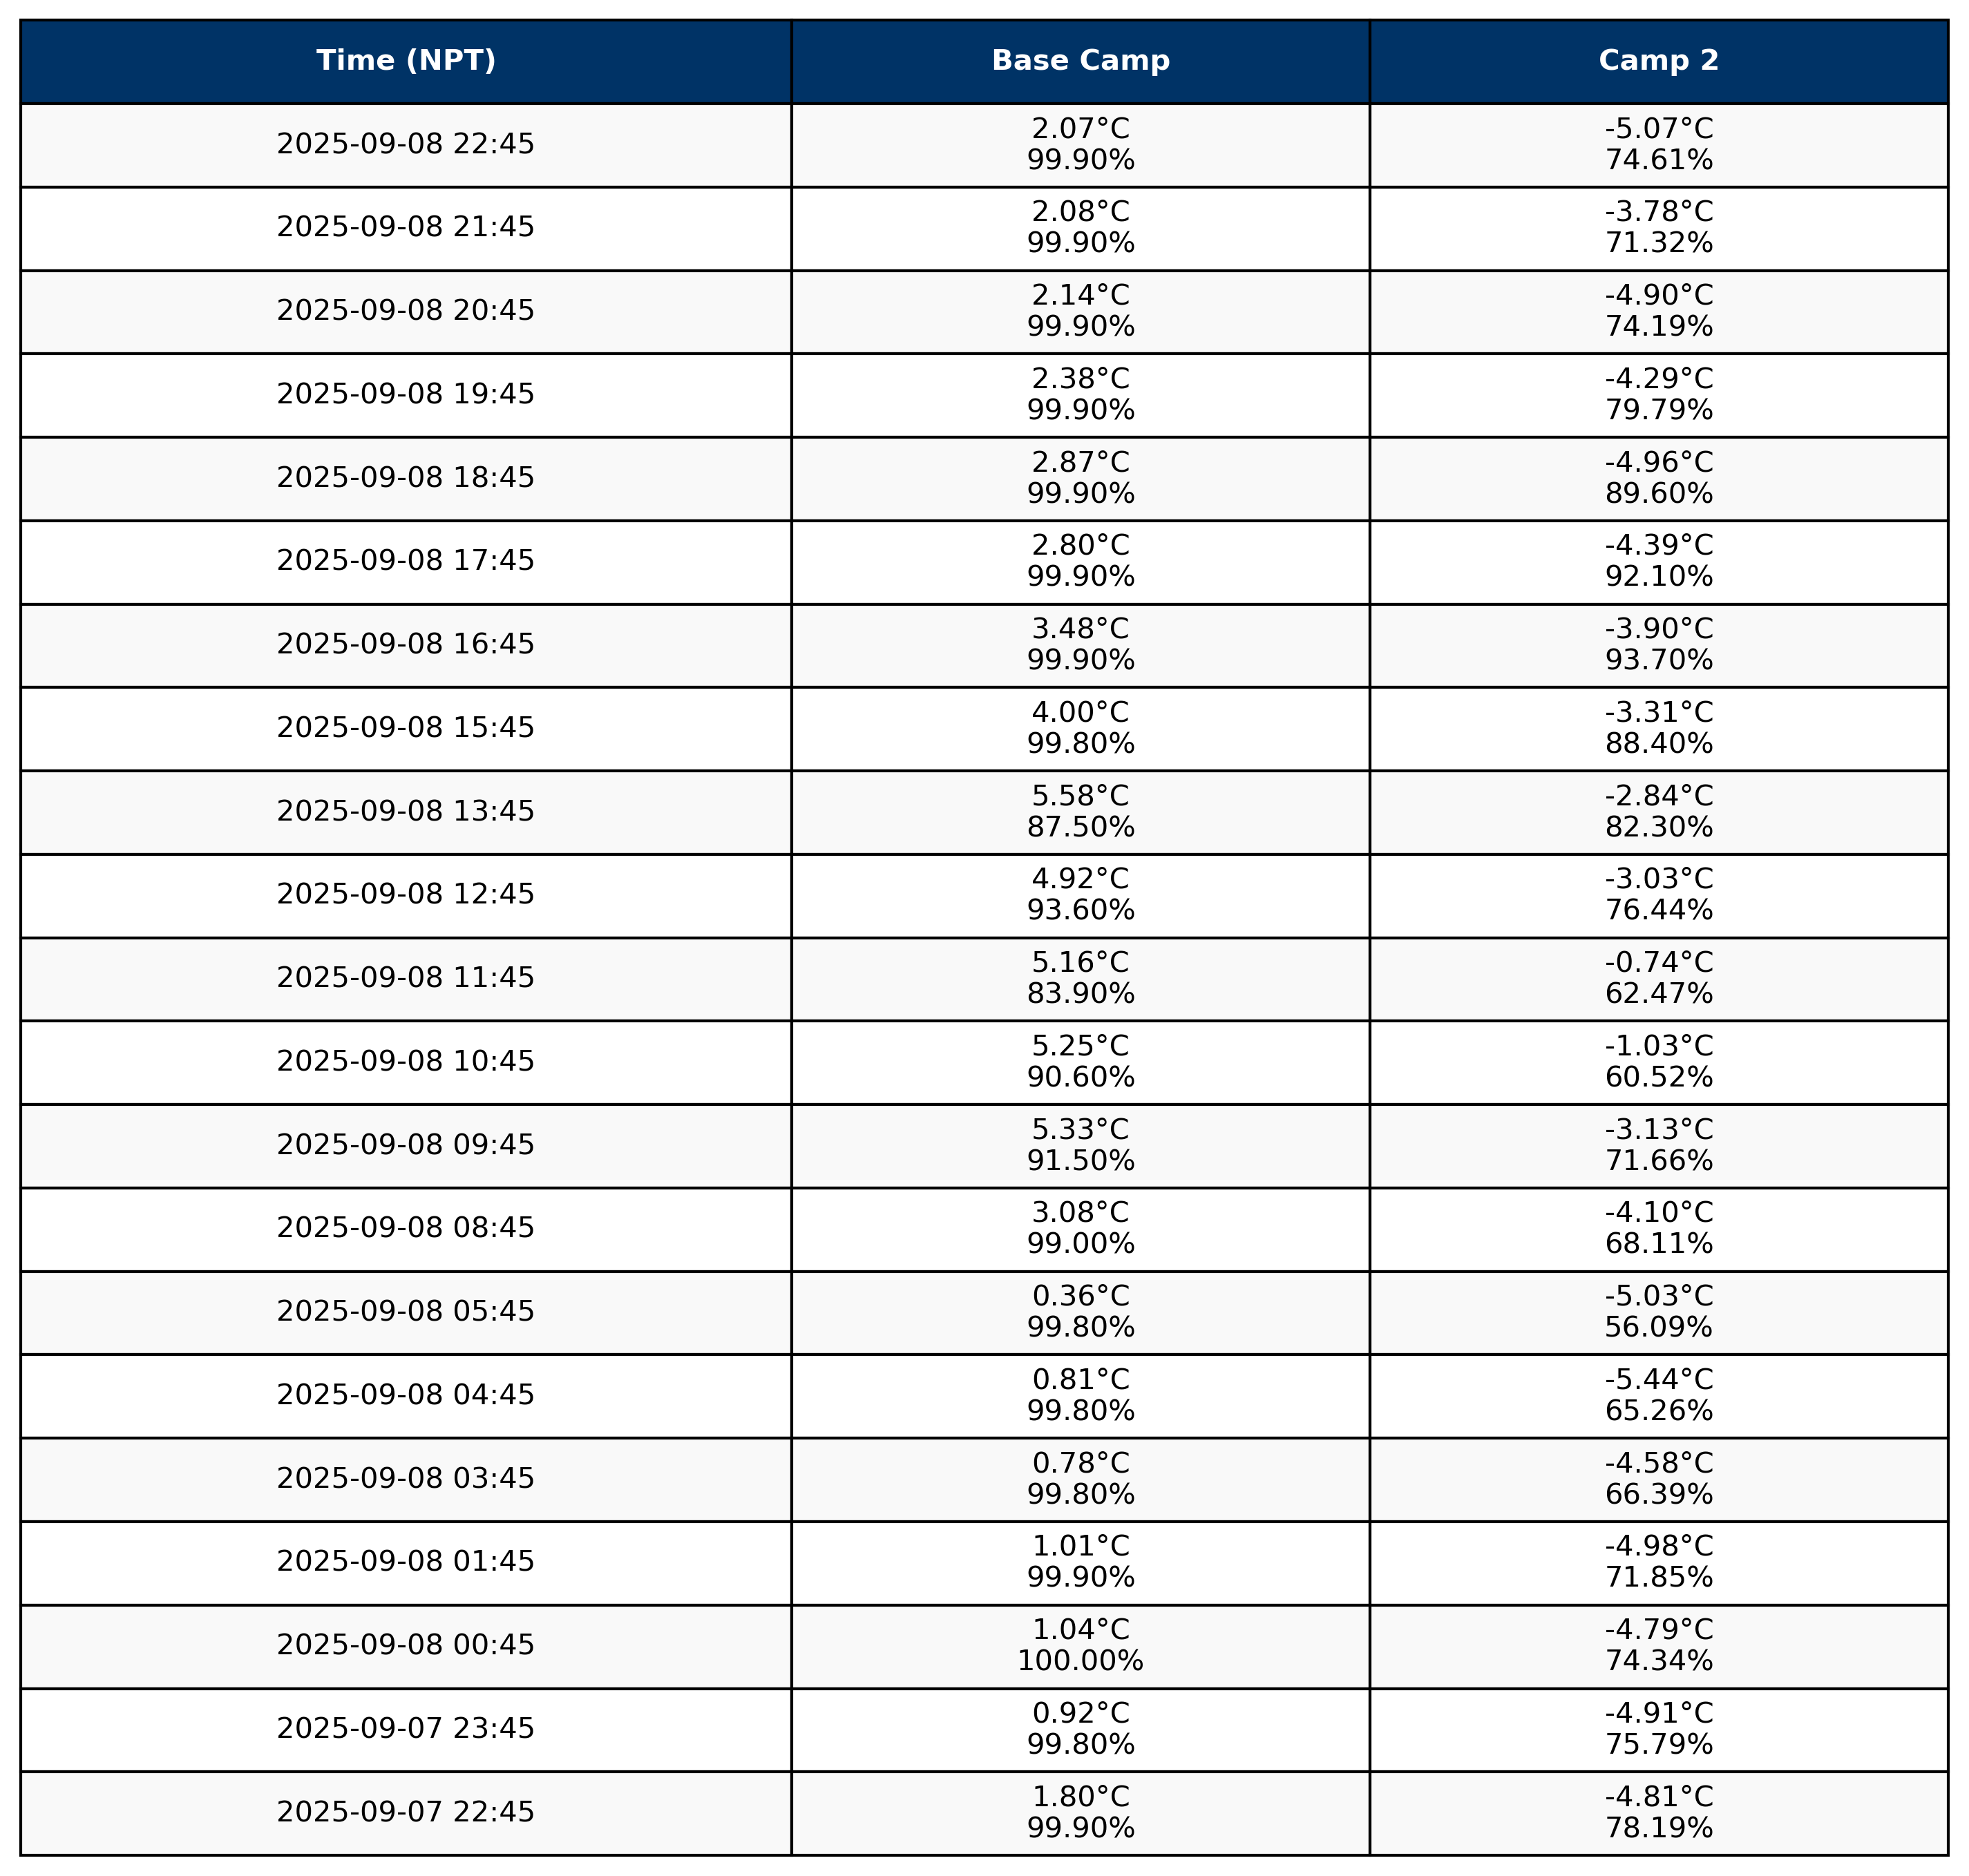 Time (NPT) Base Camp Camp 2
2025-09-08 22:45
2.07°C
99.90%
-5.07°C
74.61%
2025-09-08 21:45
2.08°C
99.90%
-3.78°C
71.32%
2025-09-08 20:45
2.14°C
99.90%
-4.90°C
74.19%
2025-09-08 19:45
2.38°C
99.90%
-4.29°C
79.79%
2025-09-08 18:45
2.87°C
99.90%
-4.96°C
89.60%
2025-09-08 17:45
2.80°C
99.90%
-4.39°C
92.10%
2025-09-08 16:45
3.48°C
99.90%
-3.90°C
93.70%
2025-09-08 15:45
4.00°C
99.80%
-3.31°C
88.40%
2025-09-08 13:45
5.58°C
87.50%
-2.84°C
82.30%
2025-09-08 12:45
4.92°C
93.60%
-3.03°C
76.44%
2025-09-08 11:45
5.16°C
83.90%
-0.74°C
62.47%
2025-09-08 10:45
5.25°C
90.60%
-1.03°C
60.52%
2025-09-08 09:45
5.33°C
91.50%
-3.13°C
71.66%
2025-09-08 08:45
3.08°C
99.00%
-4.10°C
68.11%
2025-09-08 05:45
0.36°C
99.80%
-5.03°C
56.09%
2025-09-08 04:45
0.81°C
99.80%
-5.44°C
65.26%
2025-09-08 03:45
0.78°C
99.80%
-4.58°C
66.39%
2025-09-08 01:45
1.01°C
99.90%
-4.98°C
71.85%
2025-09-08 00:45
1.04°C
100.00%
-4.79°C
74.34%
2025-09-07 23:45
0.92°C
99.80%
-4.91°C
75.79%
2025-09-07 22:45
1.80°C
99.90%
-4.81°C
78.19%